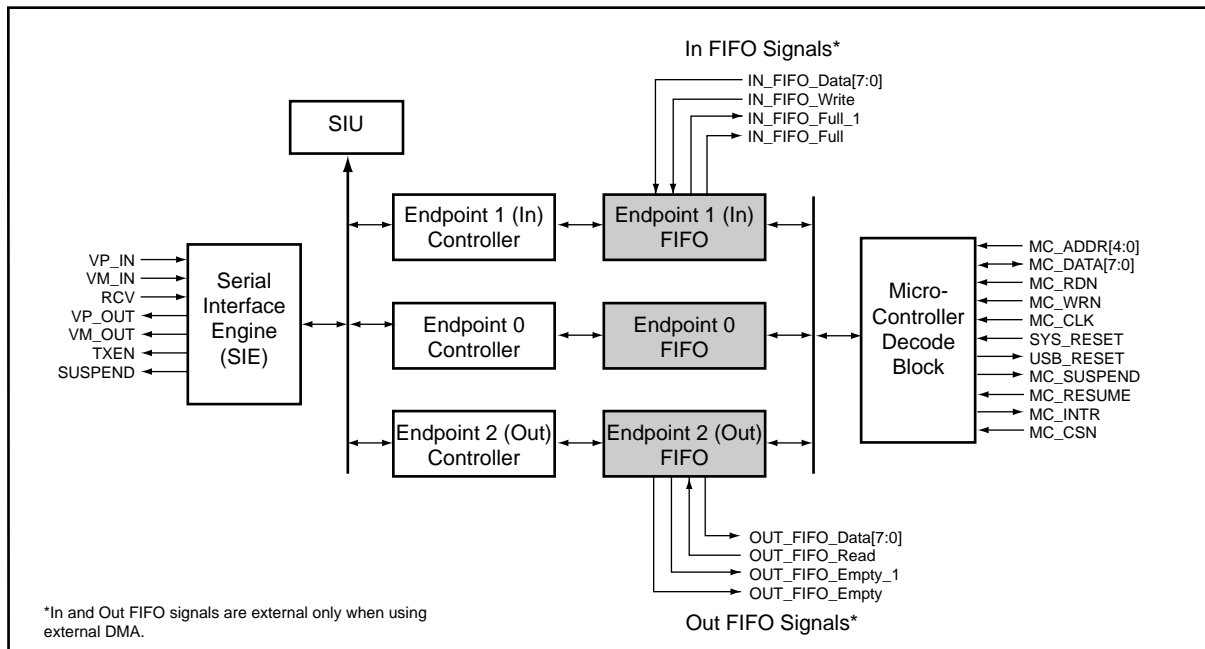 In FIFO Signals*
IN_FIFO_Data[7:0]
IN_FIFO_Write
IN_FIFO_Full_1
IN_FIFO_Full
SIU
Endpoint 1 (In)
Controller
Endpoint 1 (In)
FIFO
VP_IN
VM_IN
RCV
VP_OUT
VM_OUT
TXEN
SUSPEND
Serial
Interface
Engine
(SIE)
Endpoint 0
Controller
Endpoint 0
FIFO
Micro-
Controller
Decode
Block
MC_ADDR[4:0]
MC_DATA[7:0]
MC_RDN
MC_WRN
MC_CLK
SYS_RESET
USB_RESET
MC_SUSPEND
MC_RESUME
MC_INTR
MC_CSN
Endpoint 2 (Out)
Controller
Endpoint 2 (Out)
FIFO
OUT_FIFO_Data[7:0]
OUT_FIFO_Read
OUT_FIFO_Empty_1
OUT_FIFO_Empty
Out FIFO Signals*
*In and Out FIFO signals are external only when using
external DMA.